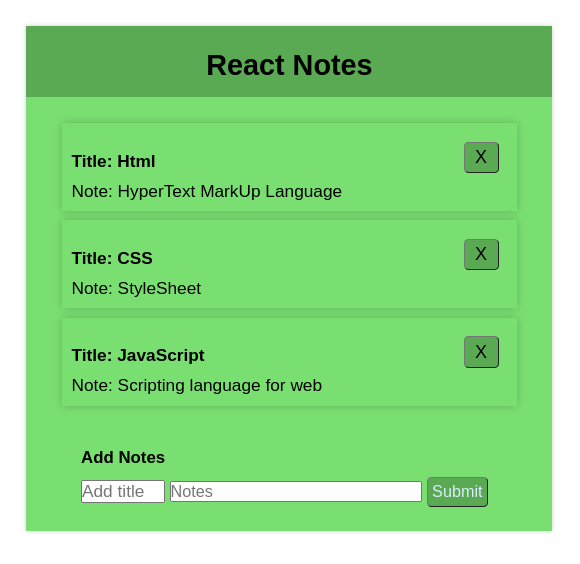 React Notes
Title: Html
X
Note: HyperText MarkUp Language
Title: CSS
X
Note: StyleSheet
Title: JavaScript
X
Note: Scripting language for web
Add Notes
Add title Notes Submit